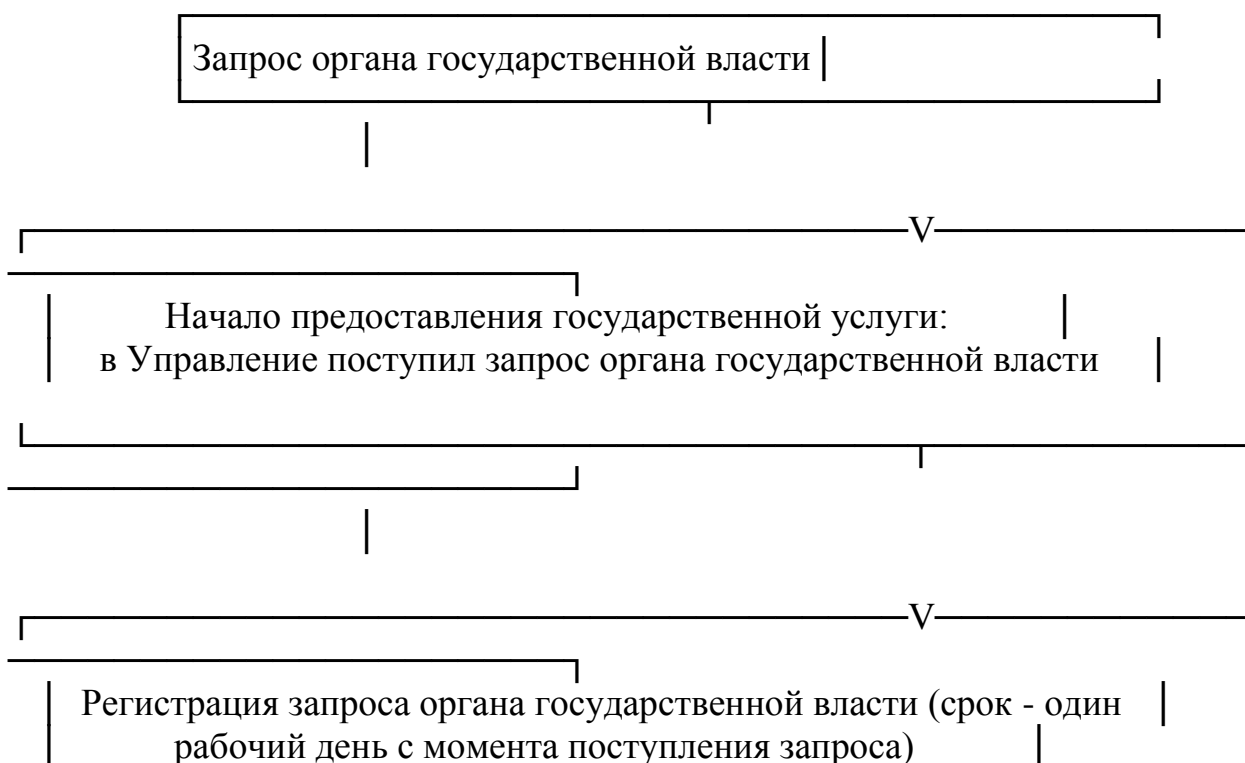 Запрос органа государственной власти
V
Начало предоставления государственной услуги:
в Управление поступил запрос органа государственной власти
V
Регистрация запроса органа государственной власти (срок - один
рабочий день с момента поступления запроса)